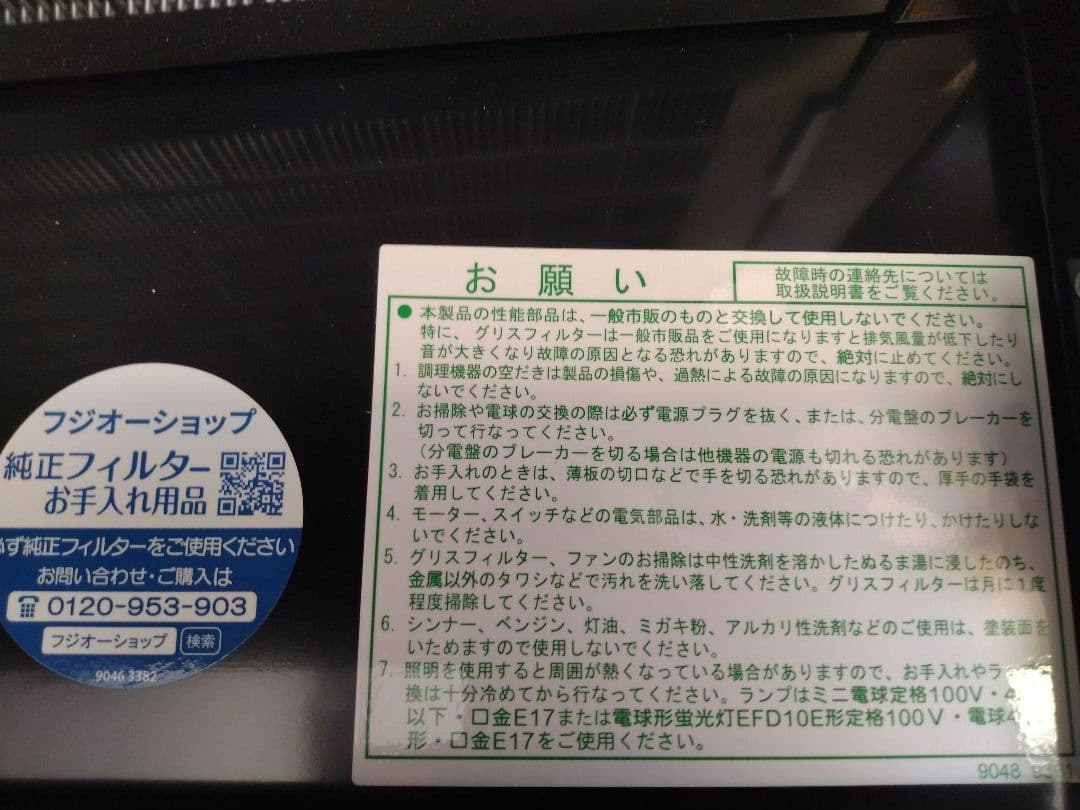 お願い
故障時の連絡先については
取扱説明書をご覧ください。
● 本製品の性能部品は、一般市販のものと交換して使用しないでください。
特に、グリスフィルターは一般市販品をご使用になりますと排気風量が低下したり
音が大きくなり故障の原因となる恐れがありますので、絶対に止めてください。
1. 調理機器の空だきは製品の損傷や、過熱による故障の原因になりますので、絶対にし
ないでください。
2. お掃除や電球の交換の際は必ず電源プラグを抜く、または、分電盤のブレーカーを
切って行なってください。
(分電盤のブレーカーを切る場合は他機器の電源も切れる恐れがあります)
3. お手入れのときは、薄板の切口などで手を切る恐れがありますので、厚手の手袋を
着用してください。
4. モーター、スイッチなどの電気部品は、水・洗剤等の液体につけたり、かけたりしな
いでください。
5. グリスフィルター、ファンのお掃除は中性洗剤を溶かしたぬるま湯に浸したのち、
金属以外のタワシなどで汚れを洗い落してください。グリスフィルターは月に1度
程度掃除してください。
6. シンナー、ベンジン、灯油、ミガキ粉、アルカリ性洗剤などのご使用は、塗装面を
いためますので使用しないでください。
7. 照明を使用すると周囲が熱くなっている場合がありますので、お手入れやラン
換は十分冷めてから行なってください。ランプはミニ電球定格100V・4
以下・口金E17または電球形蛍光灯EFD10E形定格100V・電球4
形・口金E17をご使用ください。
9048
フジオーショップ
純正フィルター
お手入れ用品
必ず純正フィルターをご使用ください
お問い合わせ・ご購入は
0120-953-903
フジオーショップ 検索
9046 3382